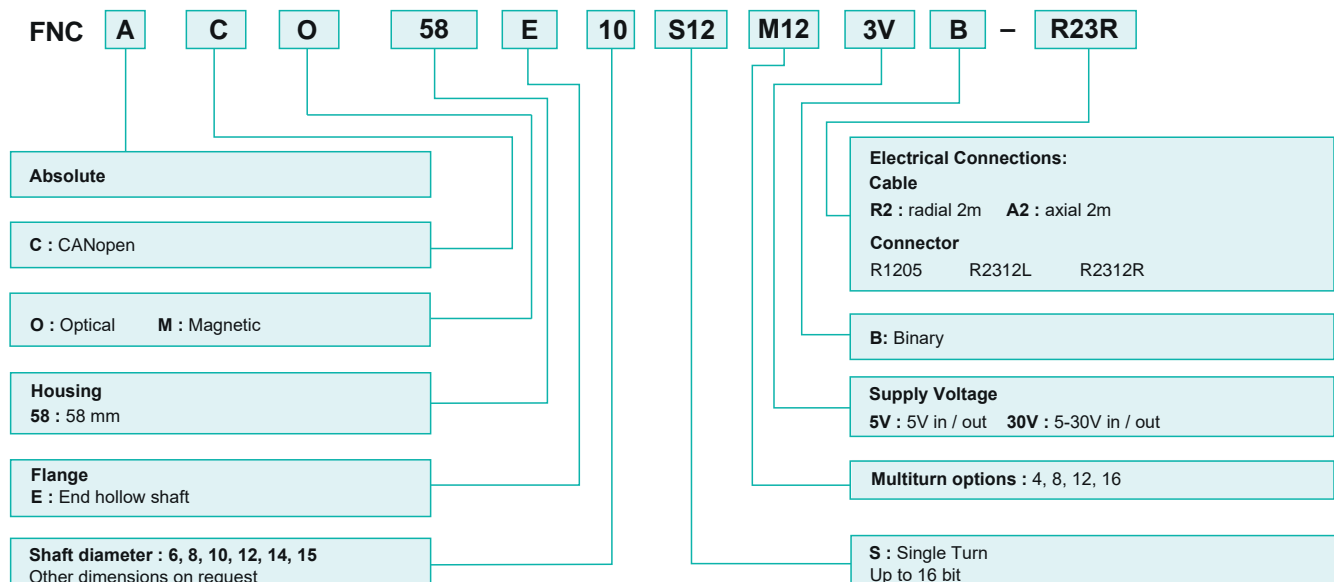 FNC A C O 58 E 10 S12 M12 3V B – R23R
Absolute
C : CANopen
O : Optical M : Magnetic
Housing
58 : 58 mm
Flange
E : End hollow shaft
Shaft diameter : 6, 8, 10, 12, 14, 15
Other dimensions on request
Electrical Connections:
Cable
R2 : radial 2m A2 : axial 2m
Connector
R1205 R2312L R2312R
B: Binary
Supply Voltage
5V : 5V in / out 30V : 5-30V in / out
Multiturn options : 4, 8, 12, 16
S : Single Turn
Up to 16 bit